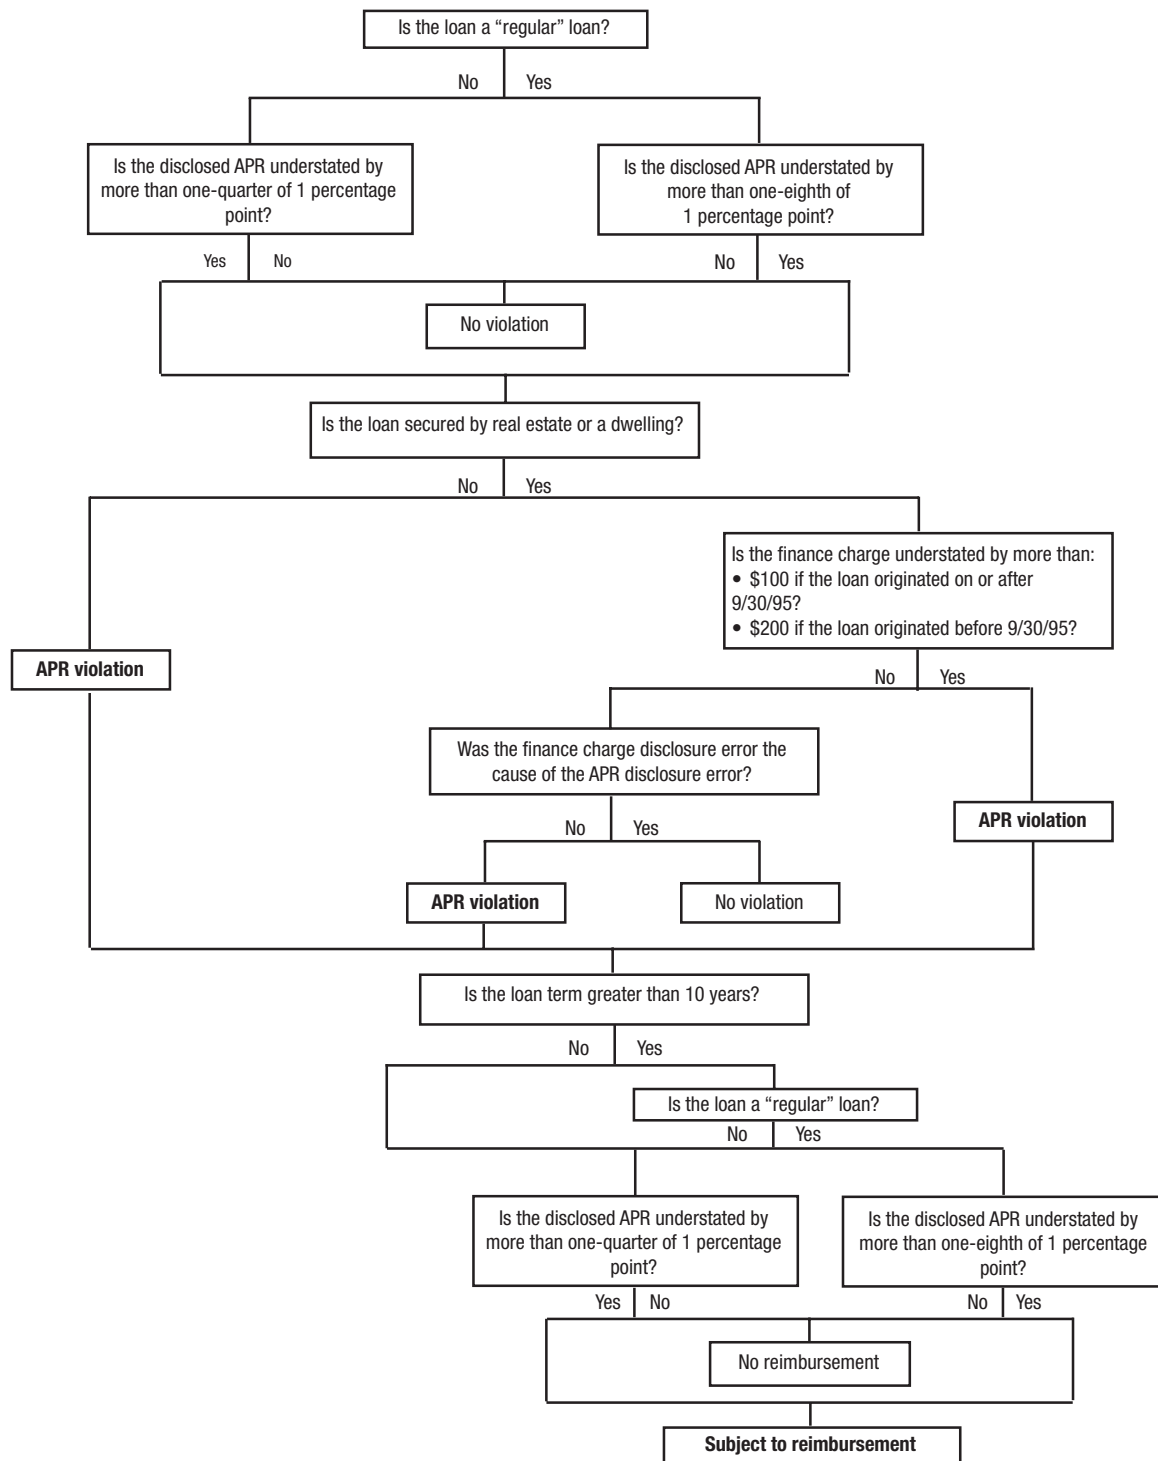 Is the loan a “regular” loan?
No Yes
Is the disclosed APR understated by
more than one-quarter of 1 percentage
point?
Is the disclosed APR understated by
more than one-eighth of
1 percentage point?
Yes No
No Yes
No violation
Is the loan secured by real estate or a dwelling?
No Yes
Is the finance charge understated by more than:
• $100 if the loan originated on or after
9/30/95?
• $200 if the loan originated before 9/30/95?
APR violation
No Yes
Was the finance charge disclosure error the
cause of the APR disclosure error?
APR violation
No Yes
APR violation
No violation
Is the loan term greater than 10 years?
No Yes
Is the loan a “regular” loan?
No Yes
Is the disclosed APR understated by
more than one-quarter of 1 percentage
point?
Is the disclosed APR understated by
more than one-eighth of 1 percentage
point?
Yes No
No Yes
No reimbursement
Subject to reimbursement